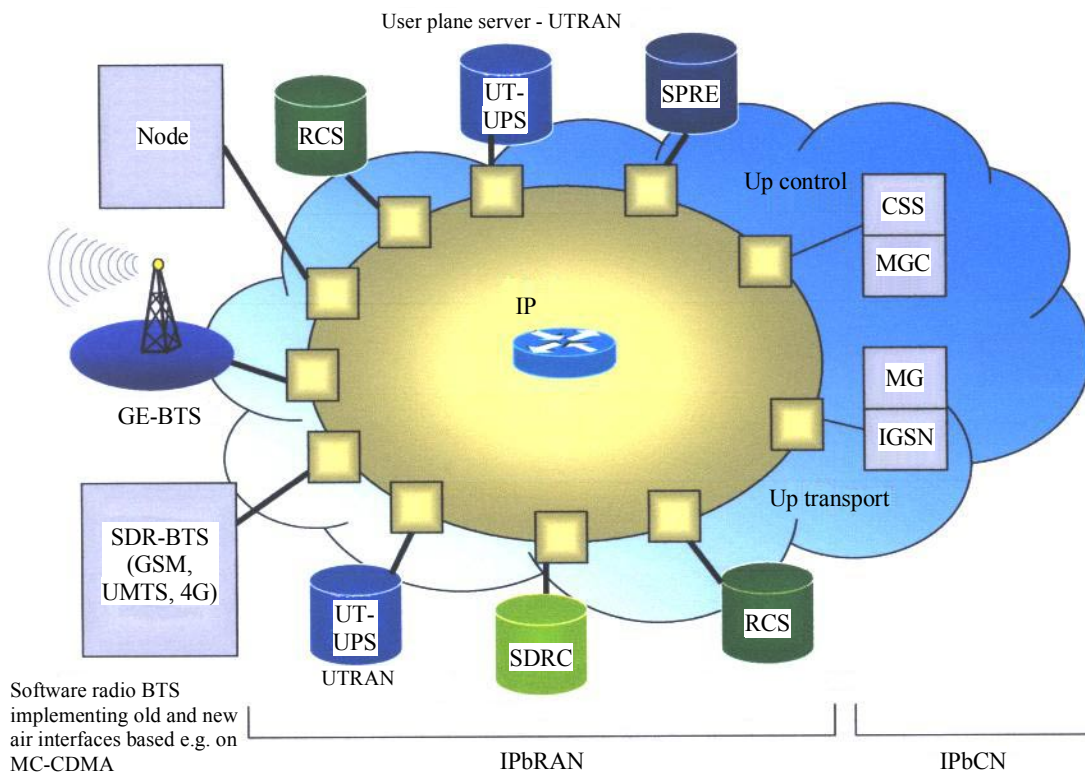 User plane server - UTRAN
Node
RCS
UT-
UPS
SPRE
Up control
CSS
MGC
IP
GE-BTS
MG
IGSN
Up transport
SDR-BTS
(GSM,
UMTS, 4G)
UT-
UPS
UTRAN
SDRC
RCS
Software radio BTS
implementing old and new
air interfaces based e.g. on
MC-CDMA
IPbRAN
IPbCN